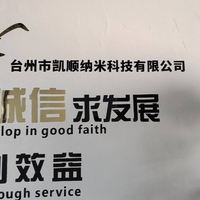 台州市凯顺纳米科技有限公司
诚信求发展
lop in good faith
效益
ough service